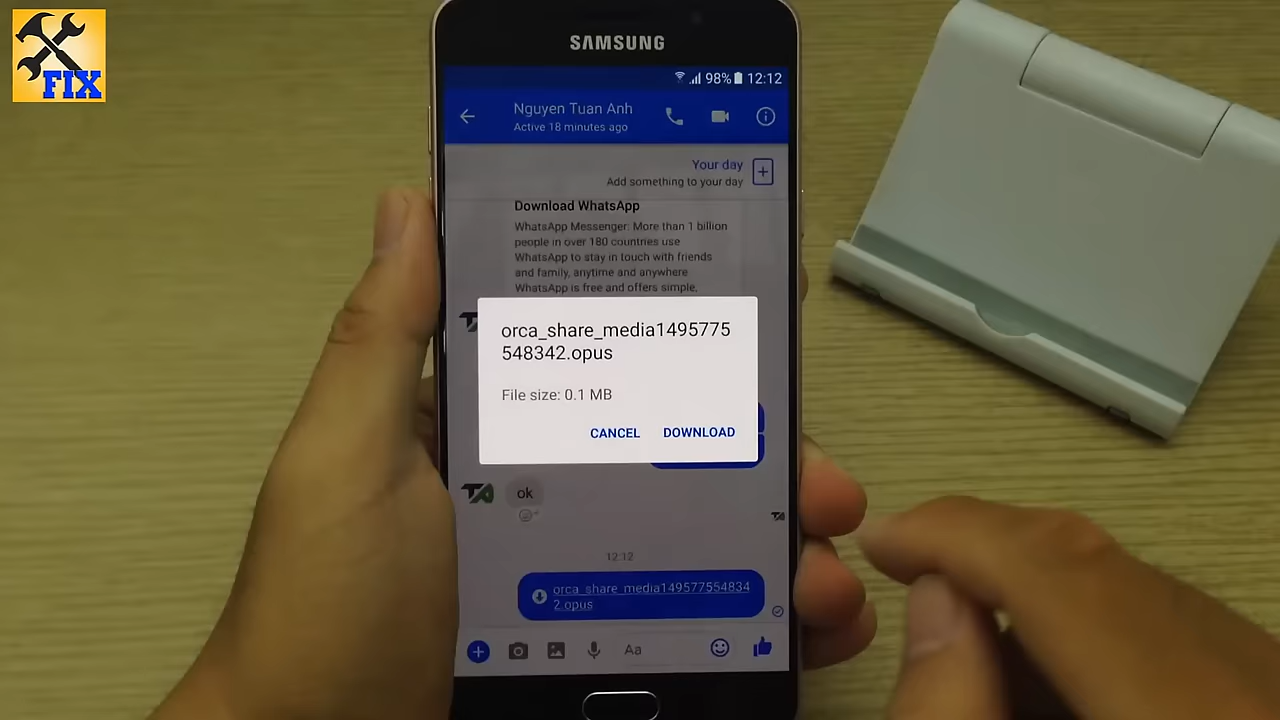 FIX
SAMSUNG
98% 12:12
Nguyen Tuan Anh
Active 18 minutes ago
Your day
Add something to your day
Download WhatsApp
WhatsApp Messenger: More than 1 billion
people in over 180 countries use
WhatsApp to stay in touch with friends
and family, anytime and anywhere
WhatsApp is free and offers simple,
orca_share_media1495775
548342.opus
File size: 0.1 MB
CANCEL DOWNLOAD
TA
ok
TA
12:12
orca_share_media149577554834
2.opus
Aa